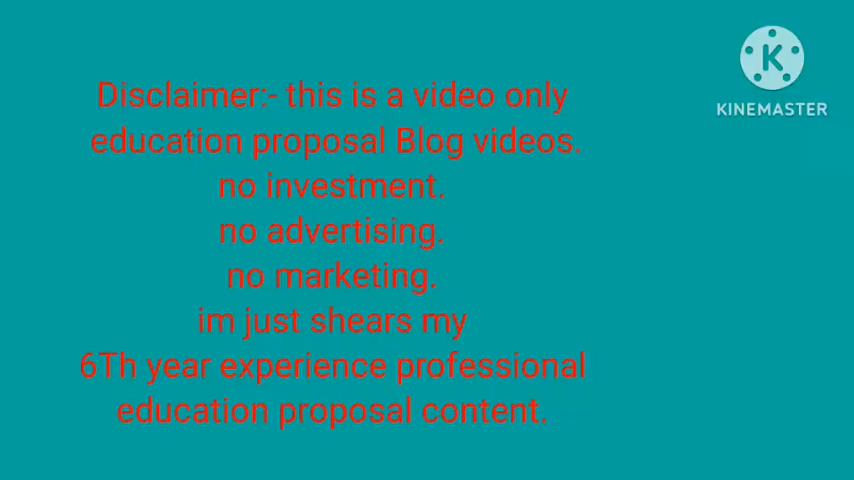 Disclaimer:- this is a video only
education proposal Blog videos.
no investment.
no advertising.
no marketing.
im just shears my
6Th year experience professional
education proposal content.
K
KINEMASTER